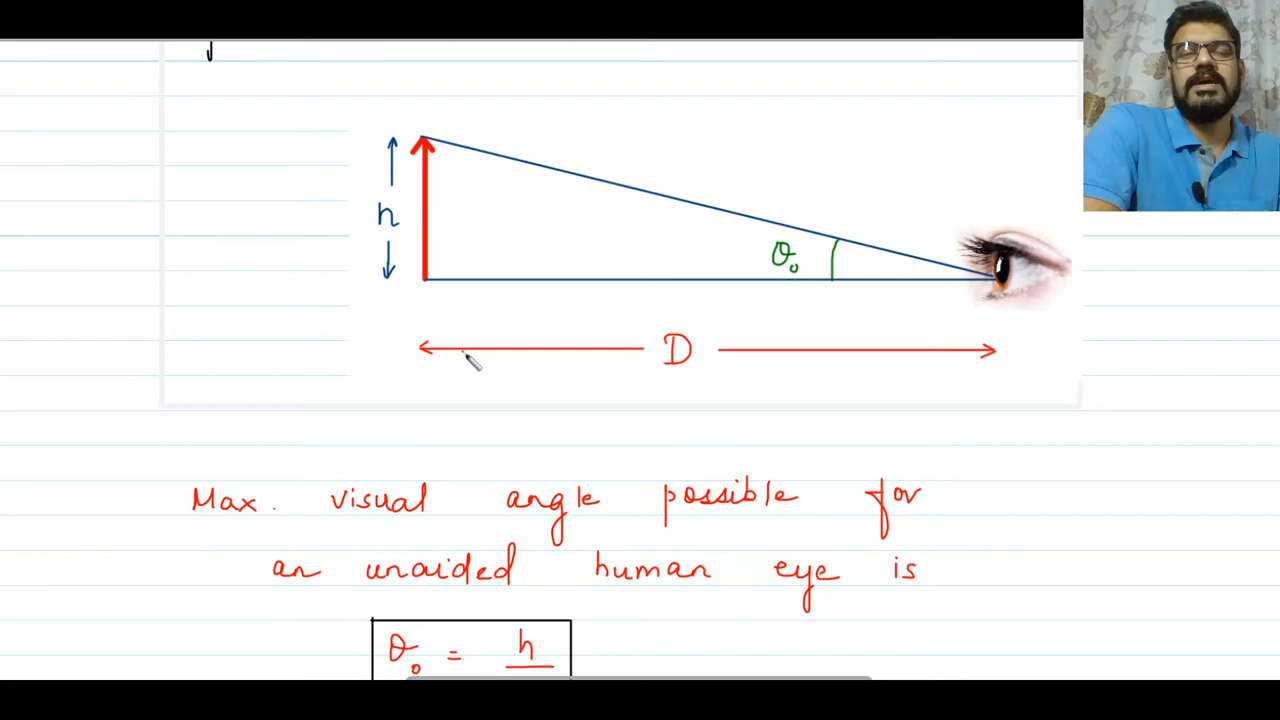 h
θ₀
D
Max. visual angle possible for
an unaided human eye is
θ₀ = h